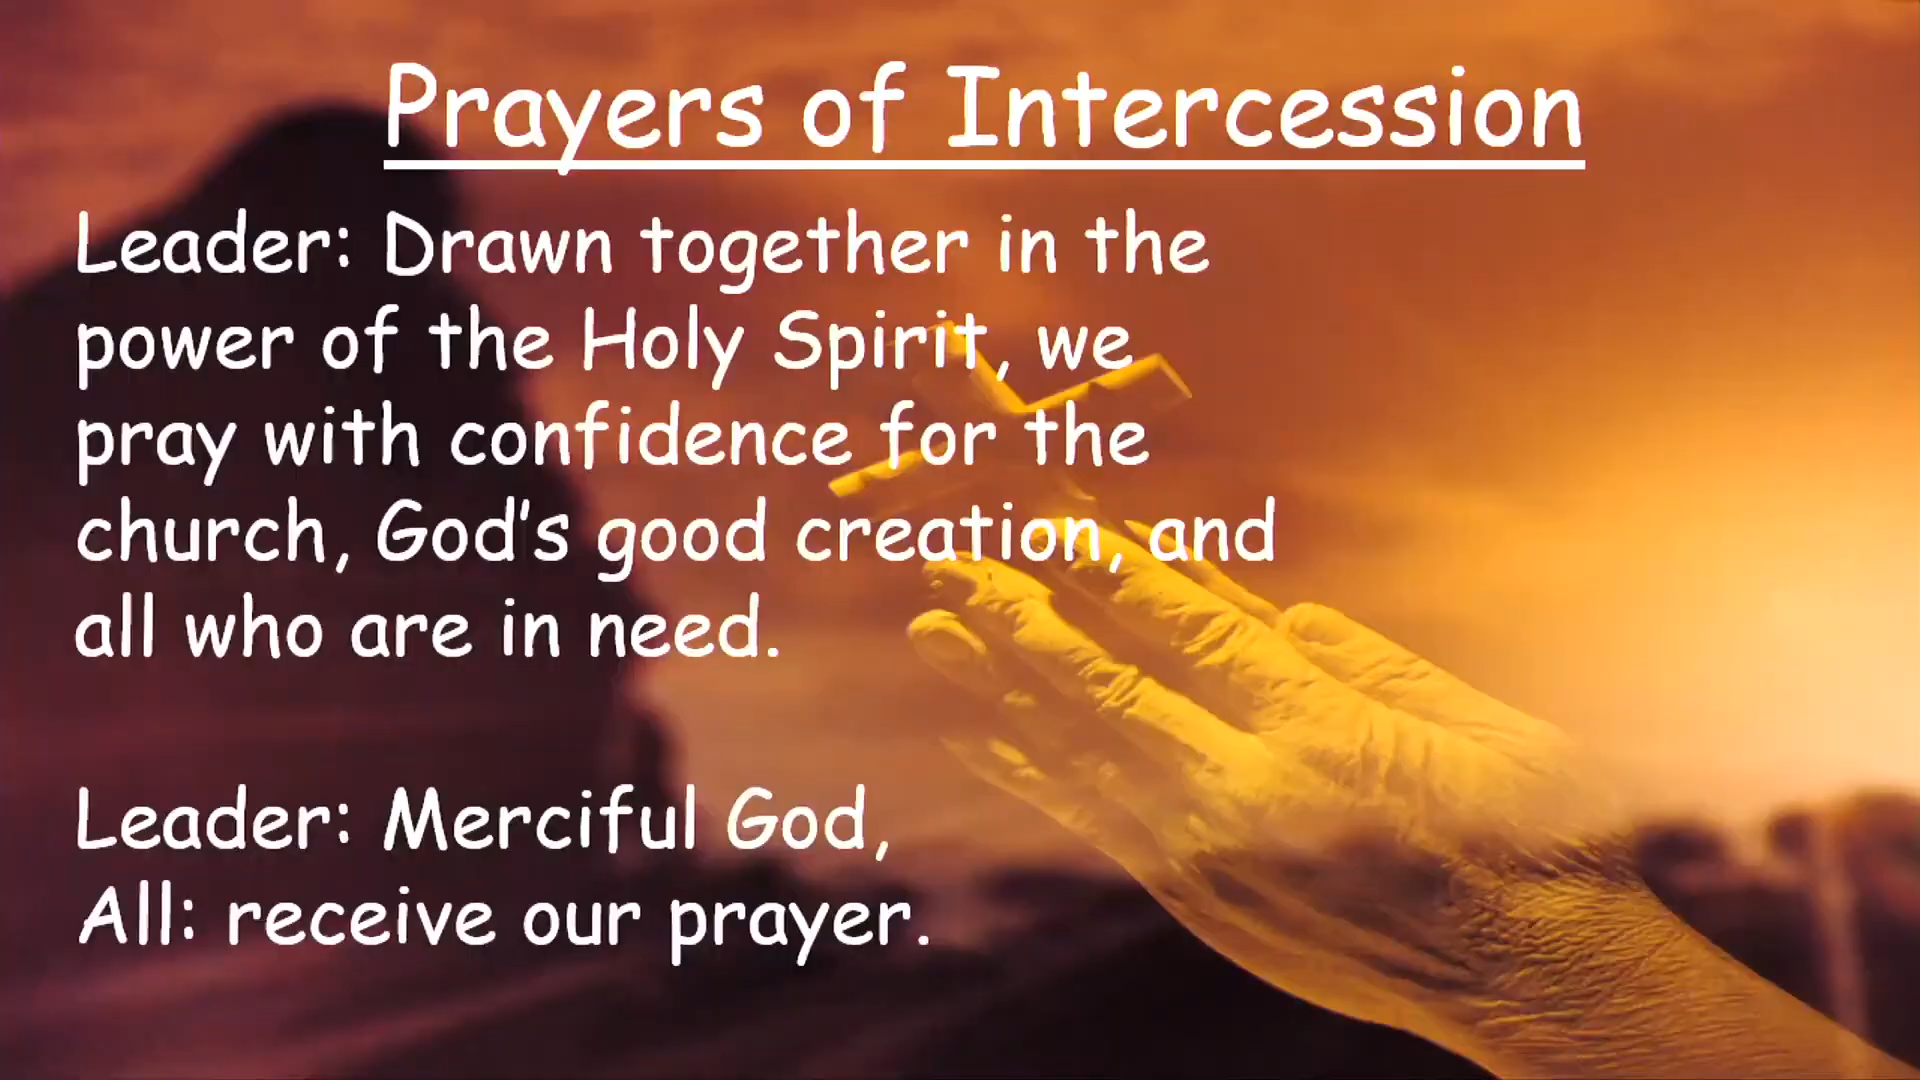 Prayers of Intercession
Leader: Drawn together in the
power of the Holy Spirit, we
pray with confidence for the
church, God's good creation, and
all who are in need.
Leader: Merciful God,
All: receive our prayer.